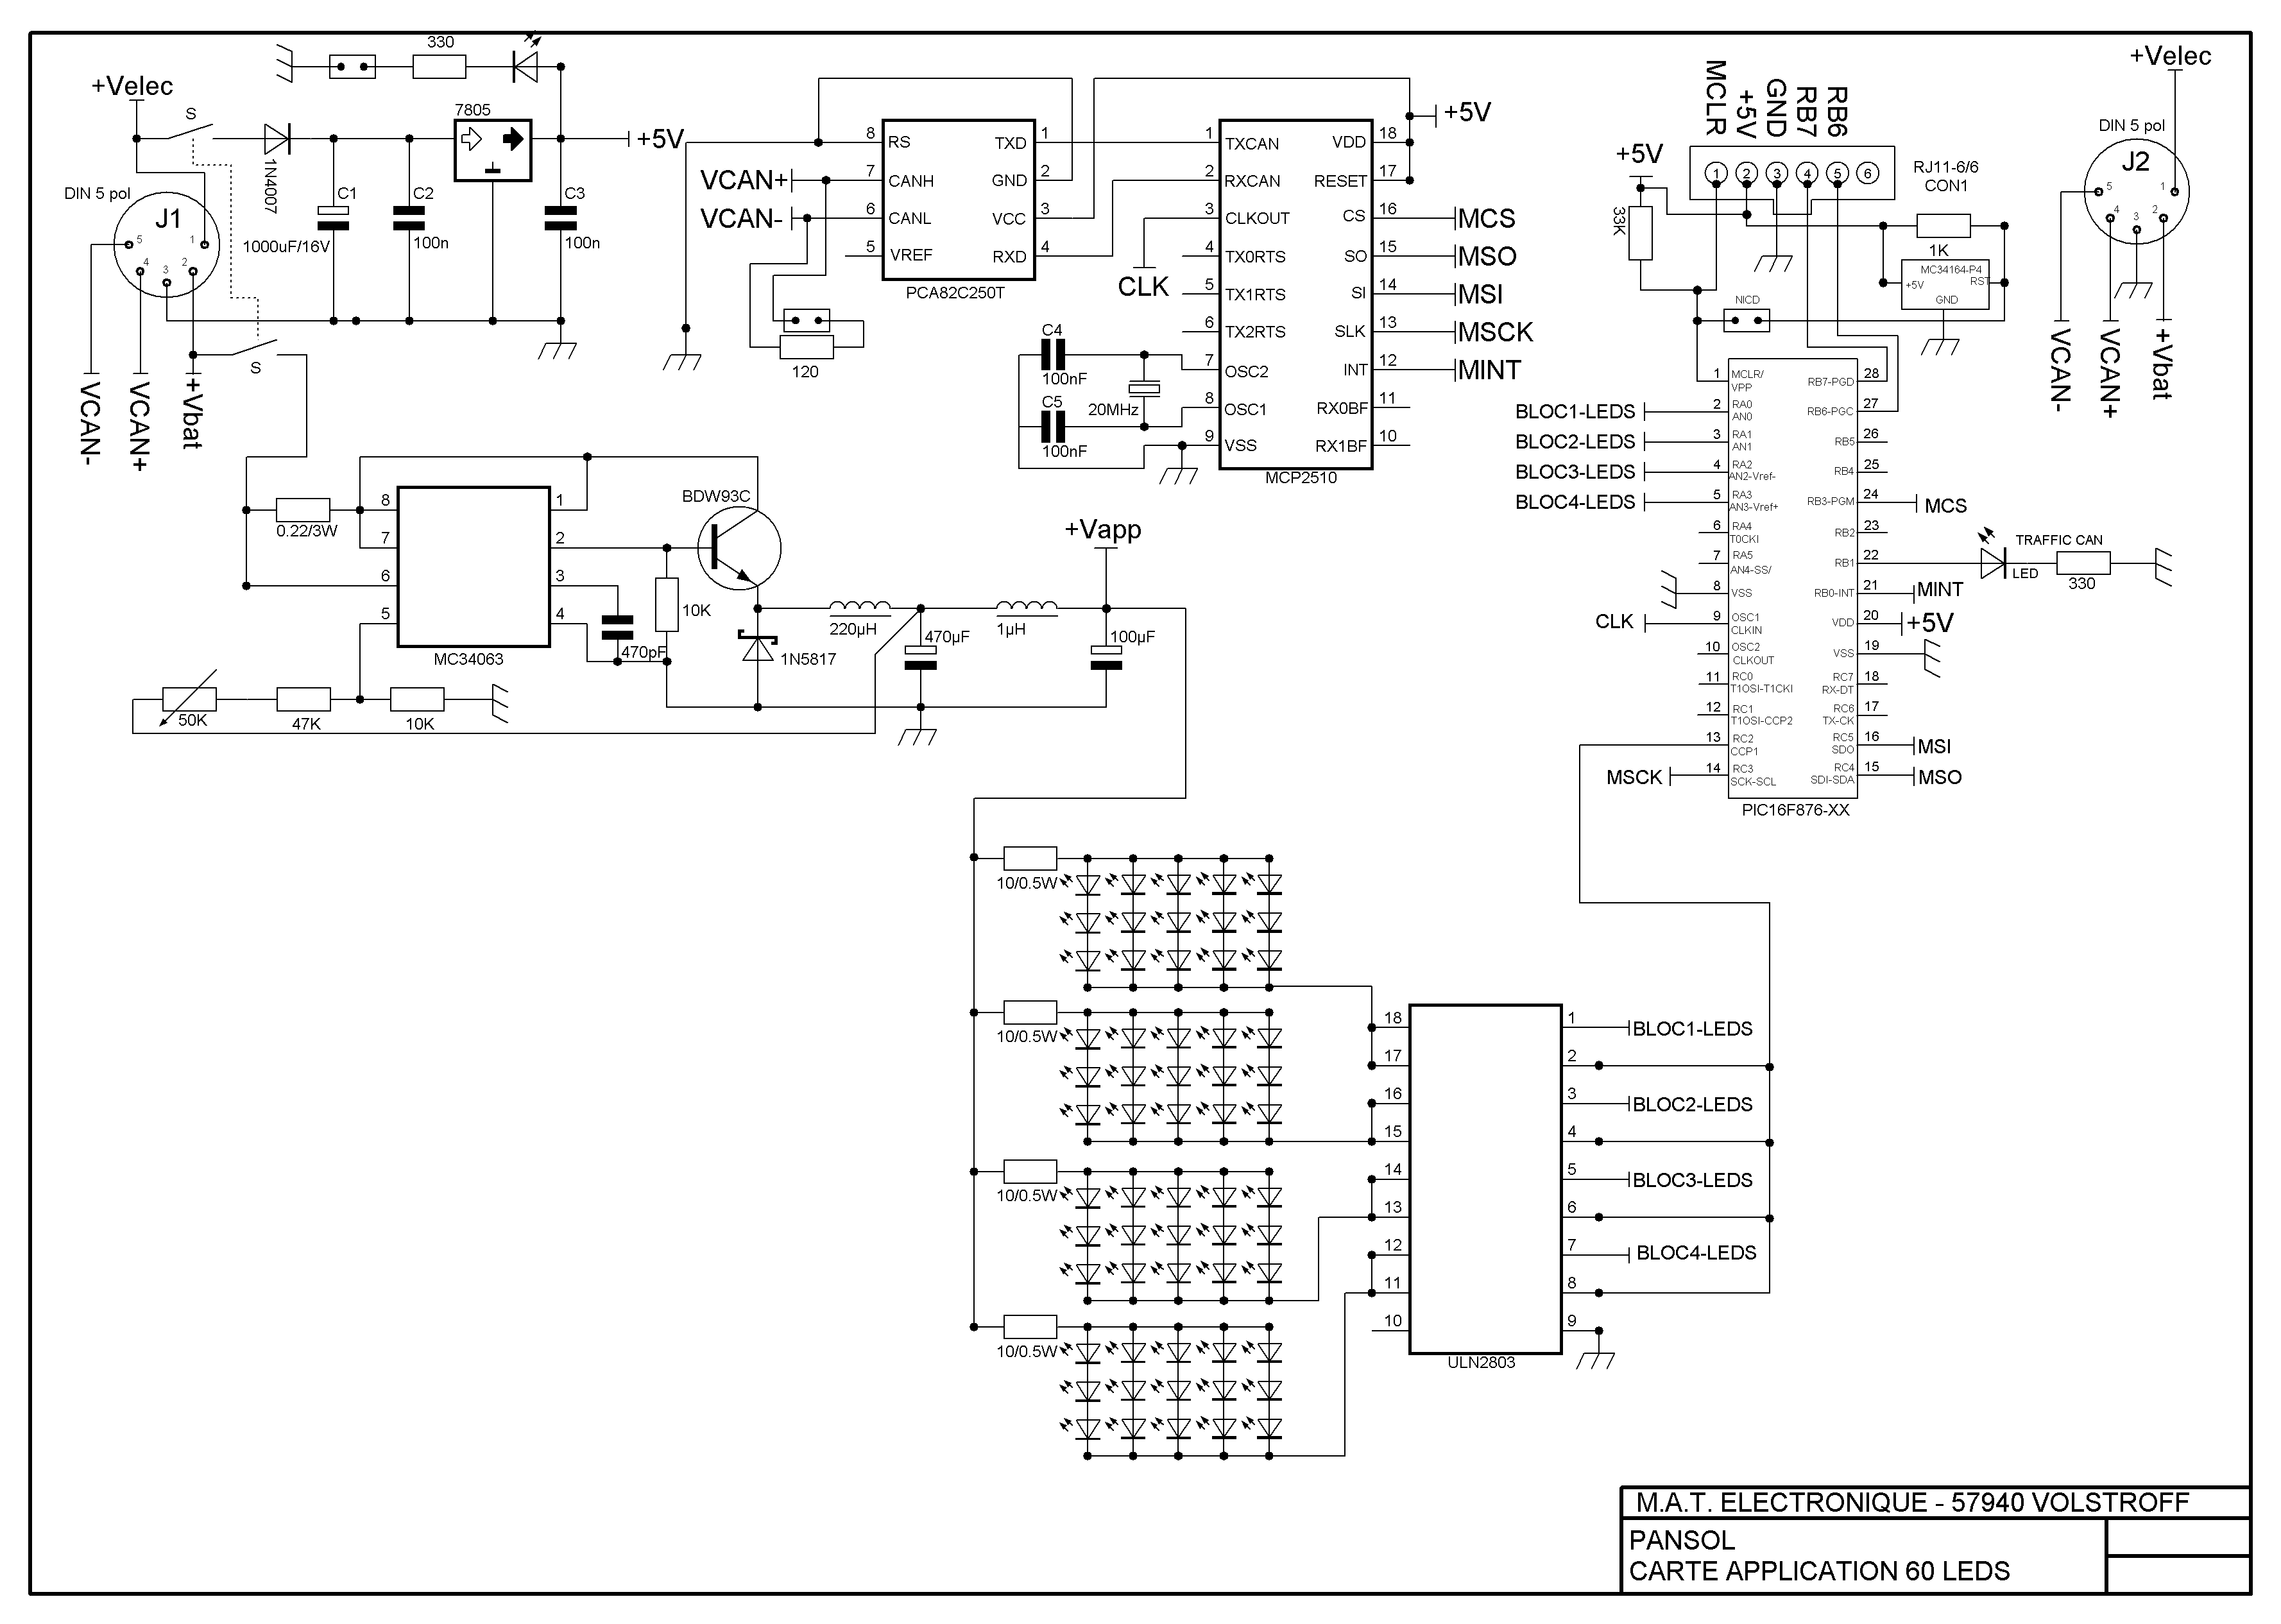 +Velec
330
S
7805
+5V
1N4007
C1
1000uF/16V
C2
100n
C3
100n
DIN 5 pol
J1
5
4
3
2
1
S
VCAN-
VCAN+
+Vbat
VCAN+
VCAN-
8
RS
7
CANH
6
CANL
5
VREF
TXD
1
GND
2
VCC
3
RXD
4
PCA82C250T
120
1
TXCAN
2
RXCAN
3
CLKOUT
4
TX0RTS
5
TX1RTS
6
TX2RTS
7
OSC2
8
OSC1
9
VSS
VDD
18
RESET
17
CS
16
SO
15
SI
14
SLK
13
INT
12
RX0BF
11
RX1BF
10
MCP2510
CLK
+5V
MCS
MSO
MSI
MSCK
MINT
C4
100nF
20MHz
C5
100nF
MCLR
+5V
GND
RB7
RB6
1
2
3
4
5
6
RJ11-6/6
CON1
+5V
33K
1K
MC34164-P4
+5V
RST
GND
NICD
+Velec
DIN 5 pol
J2
5
4
3
2
1
VCAN-
VCAN+
+Vbat
1
MCLR/
VPP
2
RA0
AN0
3
RA1
AN1
4
RA2
AN2-Vref-
5
RA3
AN3-Vref+
6
RA4
T0CKI
7
RA5
AN4-SS/
8
VSS
9
OSC1
CLKIN
10
OSC2
CLKOUT
11
RC0
T1OSI-T1CKI
12
RC1
T1OSI-CCP2
13
RC2
CCP1
14
RC3
SCK-SCL
RB7-PGD
28
RB6-PGC
27
RB5
26
RB4
25
RB3-PGM
24
RB2
23
RB1
22
RB0-INT
21
VDD
20
VSS
19
RC7
RX-DT
18
RC6
TX-CK
17
RC5
SDO
16
RC4
SDI-SDA
15
PIC16F876-XX
BLOC1-LEDS
BLOC2-LEDS
BLOC3-LEDS
BLOC4-LEDS
CLK
MSCK
MCS
TRAFFIC CAN
LED
330
MINT
+5V
MSI
MSO
0.22/3W
8
7
6
5
1
2
3
4
MC34063
BDW93C
10K
470pF
1N5817
220µH
470µF
1µH
+Vapp
100µF
50K
47K
10K
10/0.5W
10/0.5W
10/0.5W
10/0.5W
18
17
16
15
14
13
12
11
10
1
2
3
4
5
6
7
8
9
ULN2803
BLOC1-LEDS
BLOC2-LEDS
BLOC3-LEDS
BLOC4-LEDS
M.A.T. ELECTRONIQUE - 57940 VOLSTROFF
PANSOL
CARTE APPLICATION 60 LEDS